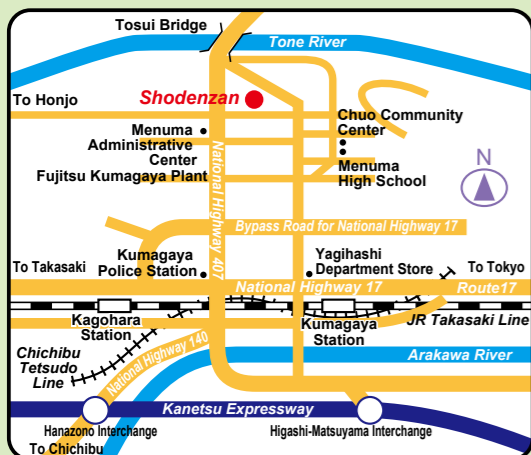 Tosui Bridge
Tone River
To Honjo
Shodenzan
Chuo Community
Center
Menuma
Administrative
Center
Fujitsu Kumagaya Plant
Menuma
High School
N
National Highway 407
Bypass Road for National Highway 17
Kumagaya
Police Station
Yagihashi
Department Store
To Takasaki
To Tokyo
National Highway 17
Route17
Kagohara
Station
Kumagaya
Station
JR Takasaki Line
Chichibu
Tetsudo
Line
National Highway 140
Arakawa River
Kanetsu Expressway
Hanazono Interchange
Higashi-Matsuyama Interchange
To Chichibu